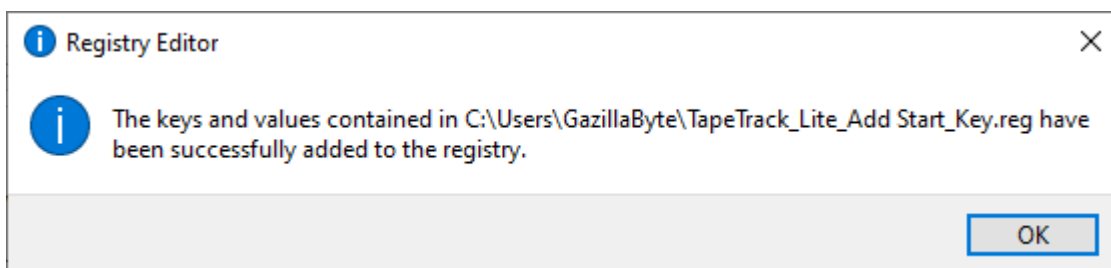 Registry Editor
The keys and values contained in C:\Users\GazillaByte\TapeTrack_Lite_Add Start_Key.reg have
been successfully added to the registry.
OK